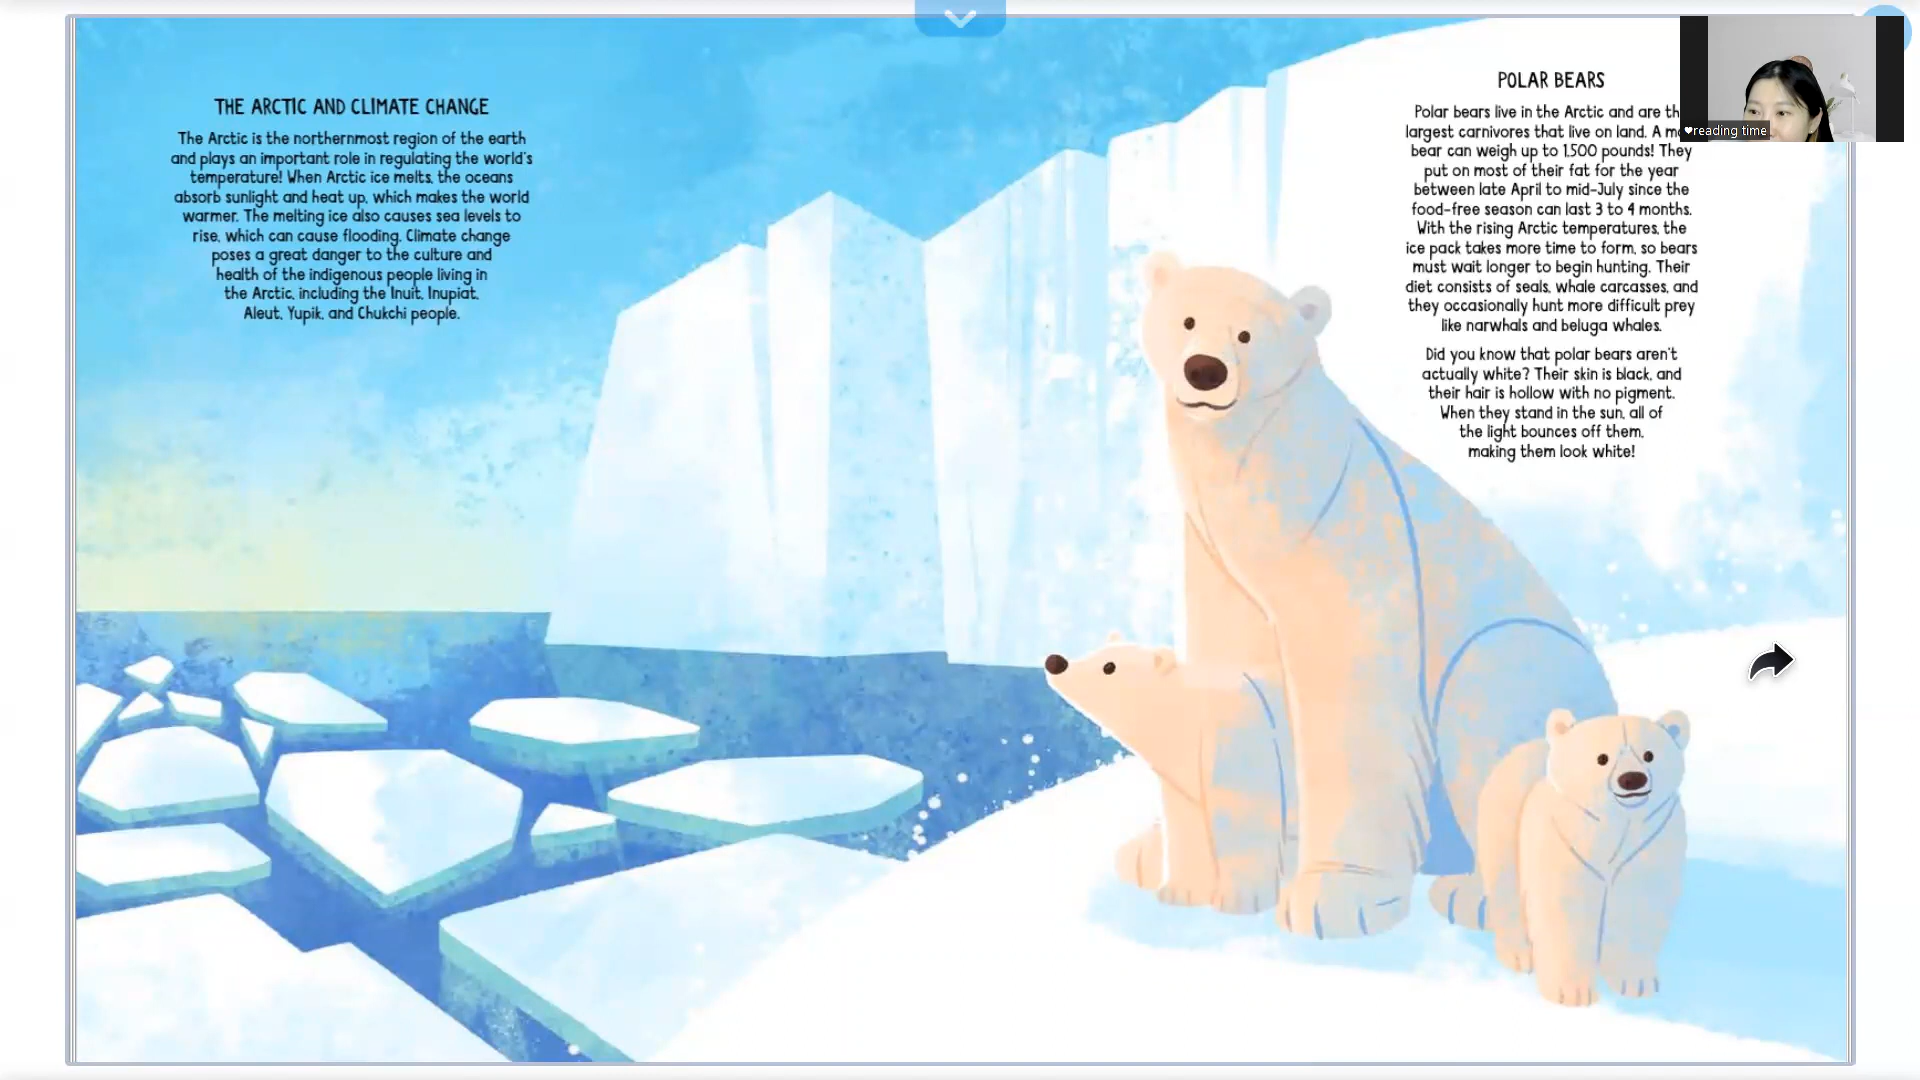 THE ARCTIC AND CLIMATE CHANGE
The Arctic is the northernmost region of the earth
and plays an important role in regulating the world's
temperature! When Arctic ice melts, the oceans
absorb sunlight and heat up, which makes the world
warmer. The melting ice also causes sea levels to
rise, which can cause flooding. Climate change
poses a great danger to the culture and
health of the indigenous people living in
the Arctic, including the Inuit, Inupiat,
Aleut, Yupik, and Chukchi people.
POLAR BEARS
Polar bears live in the Arctic and are
largest carnivores that live on land. A
bear can weigh up to 1,500 pounds! They
put on most of their fat for the year
between late April to mid-July since the
food-free season can last 3 to 4 months.
With the rising Arctic temperatures, the
ice pack takes more time to form, so bears
must wait longer to begin hunting. Their
diet consists of seals, whale carcasses, and
they occasionally hunt more difficult prey
like narwhals and beluga whales.
Did you know that polar bears aren't
actually white? Their skin is black, and
their hair is hollow with no pigment.
When they stand in the sun, all of
the light bounces off them,
making them look white!
♥reading time